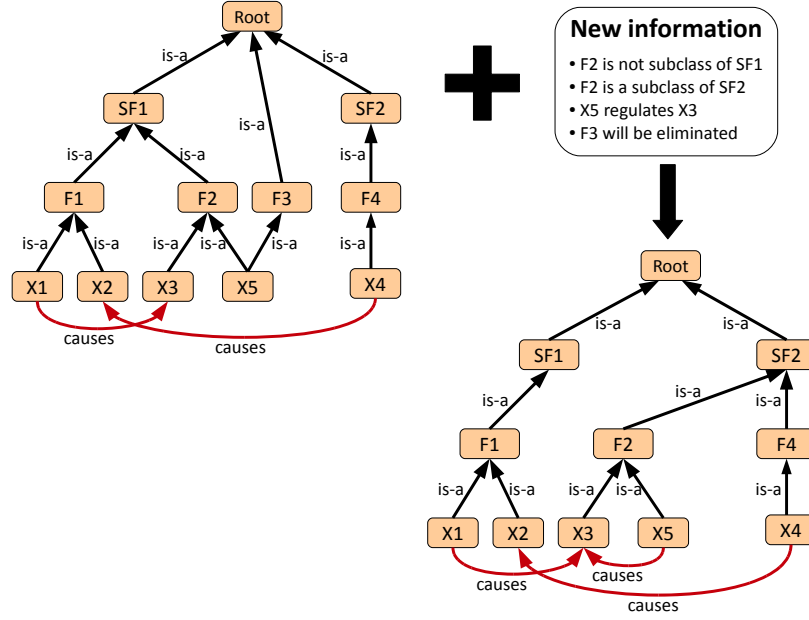 Root
is-a
is-a
is-a
SF1
SF2
is-a
is-a
is-a
F1
F2
F3
F4
is-a
is-a
is-a
is-a
is-a
is-a
X1
X2
X3
X5
X4
causes
causes
New information
• F2 is not subclass of SF1
• F2 is a subclass of SF2
• X5 regulates X3
• F3 will be eliminated
Root
is-a
is-a
SF1
SF2
is-a
is-a
is-a
F1
F2
F4
is-a
is-a
is-a
is-a
is-a
X1
X2
X3
X5
X4
causes
causes
causes